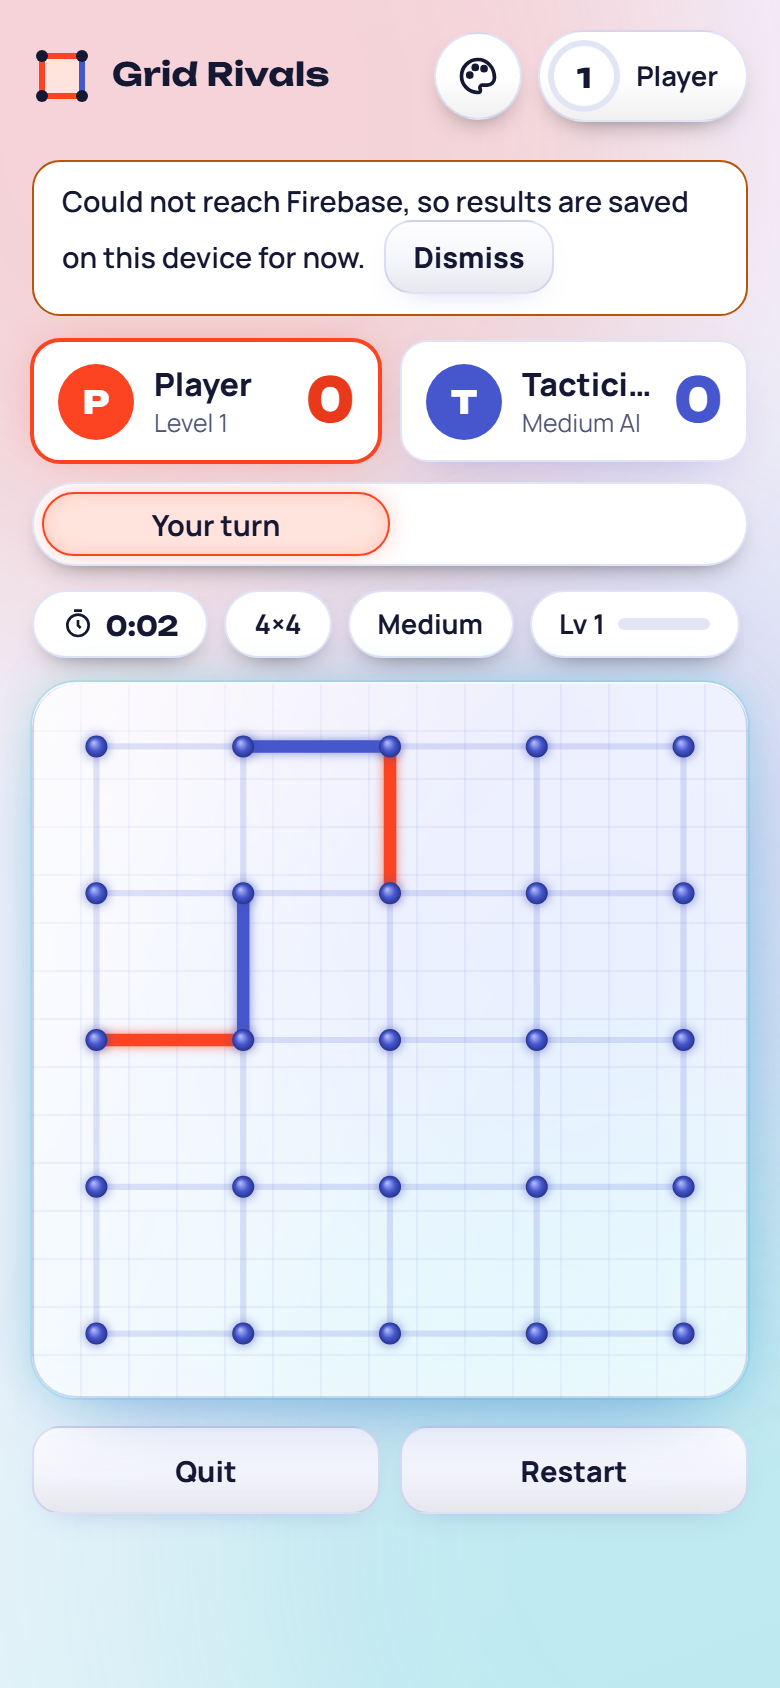 Grid Rivals
1 Player
Could not reach Firebase, so results are saved
on this device for now. Dismiss
P Player 0
Level 1
T Tactici... 0
Medium AI
Your turn
0:02 4×4 Medium Lv 1
Quit Restart